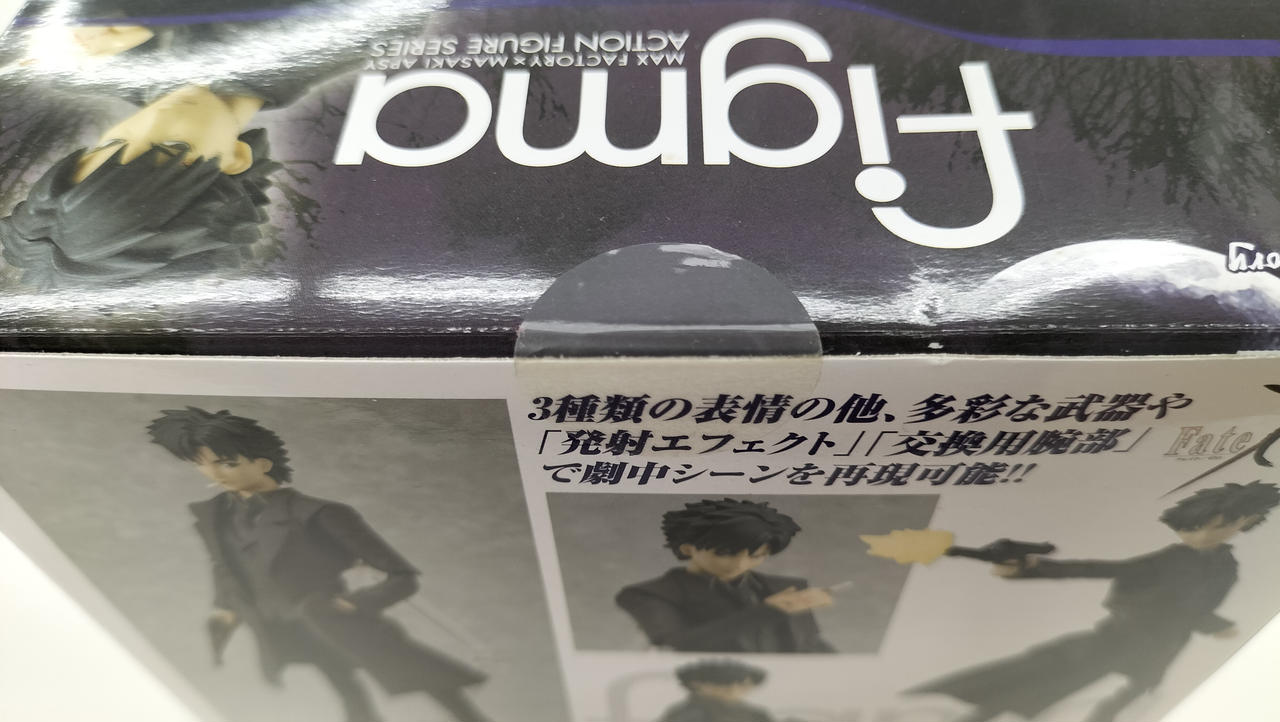 figma
MAX FACTORY × MASAKI APSY
ACTION FIGURE SERIES
3種類の表情の他、多彩な武器や
「発射エフェクト」「交換用腕部」
で劇中シーンを再現可能!!
Fate